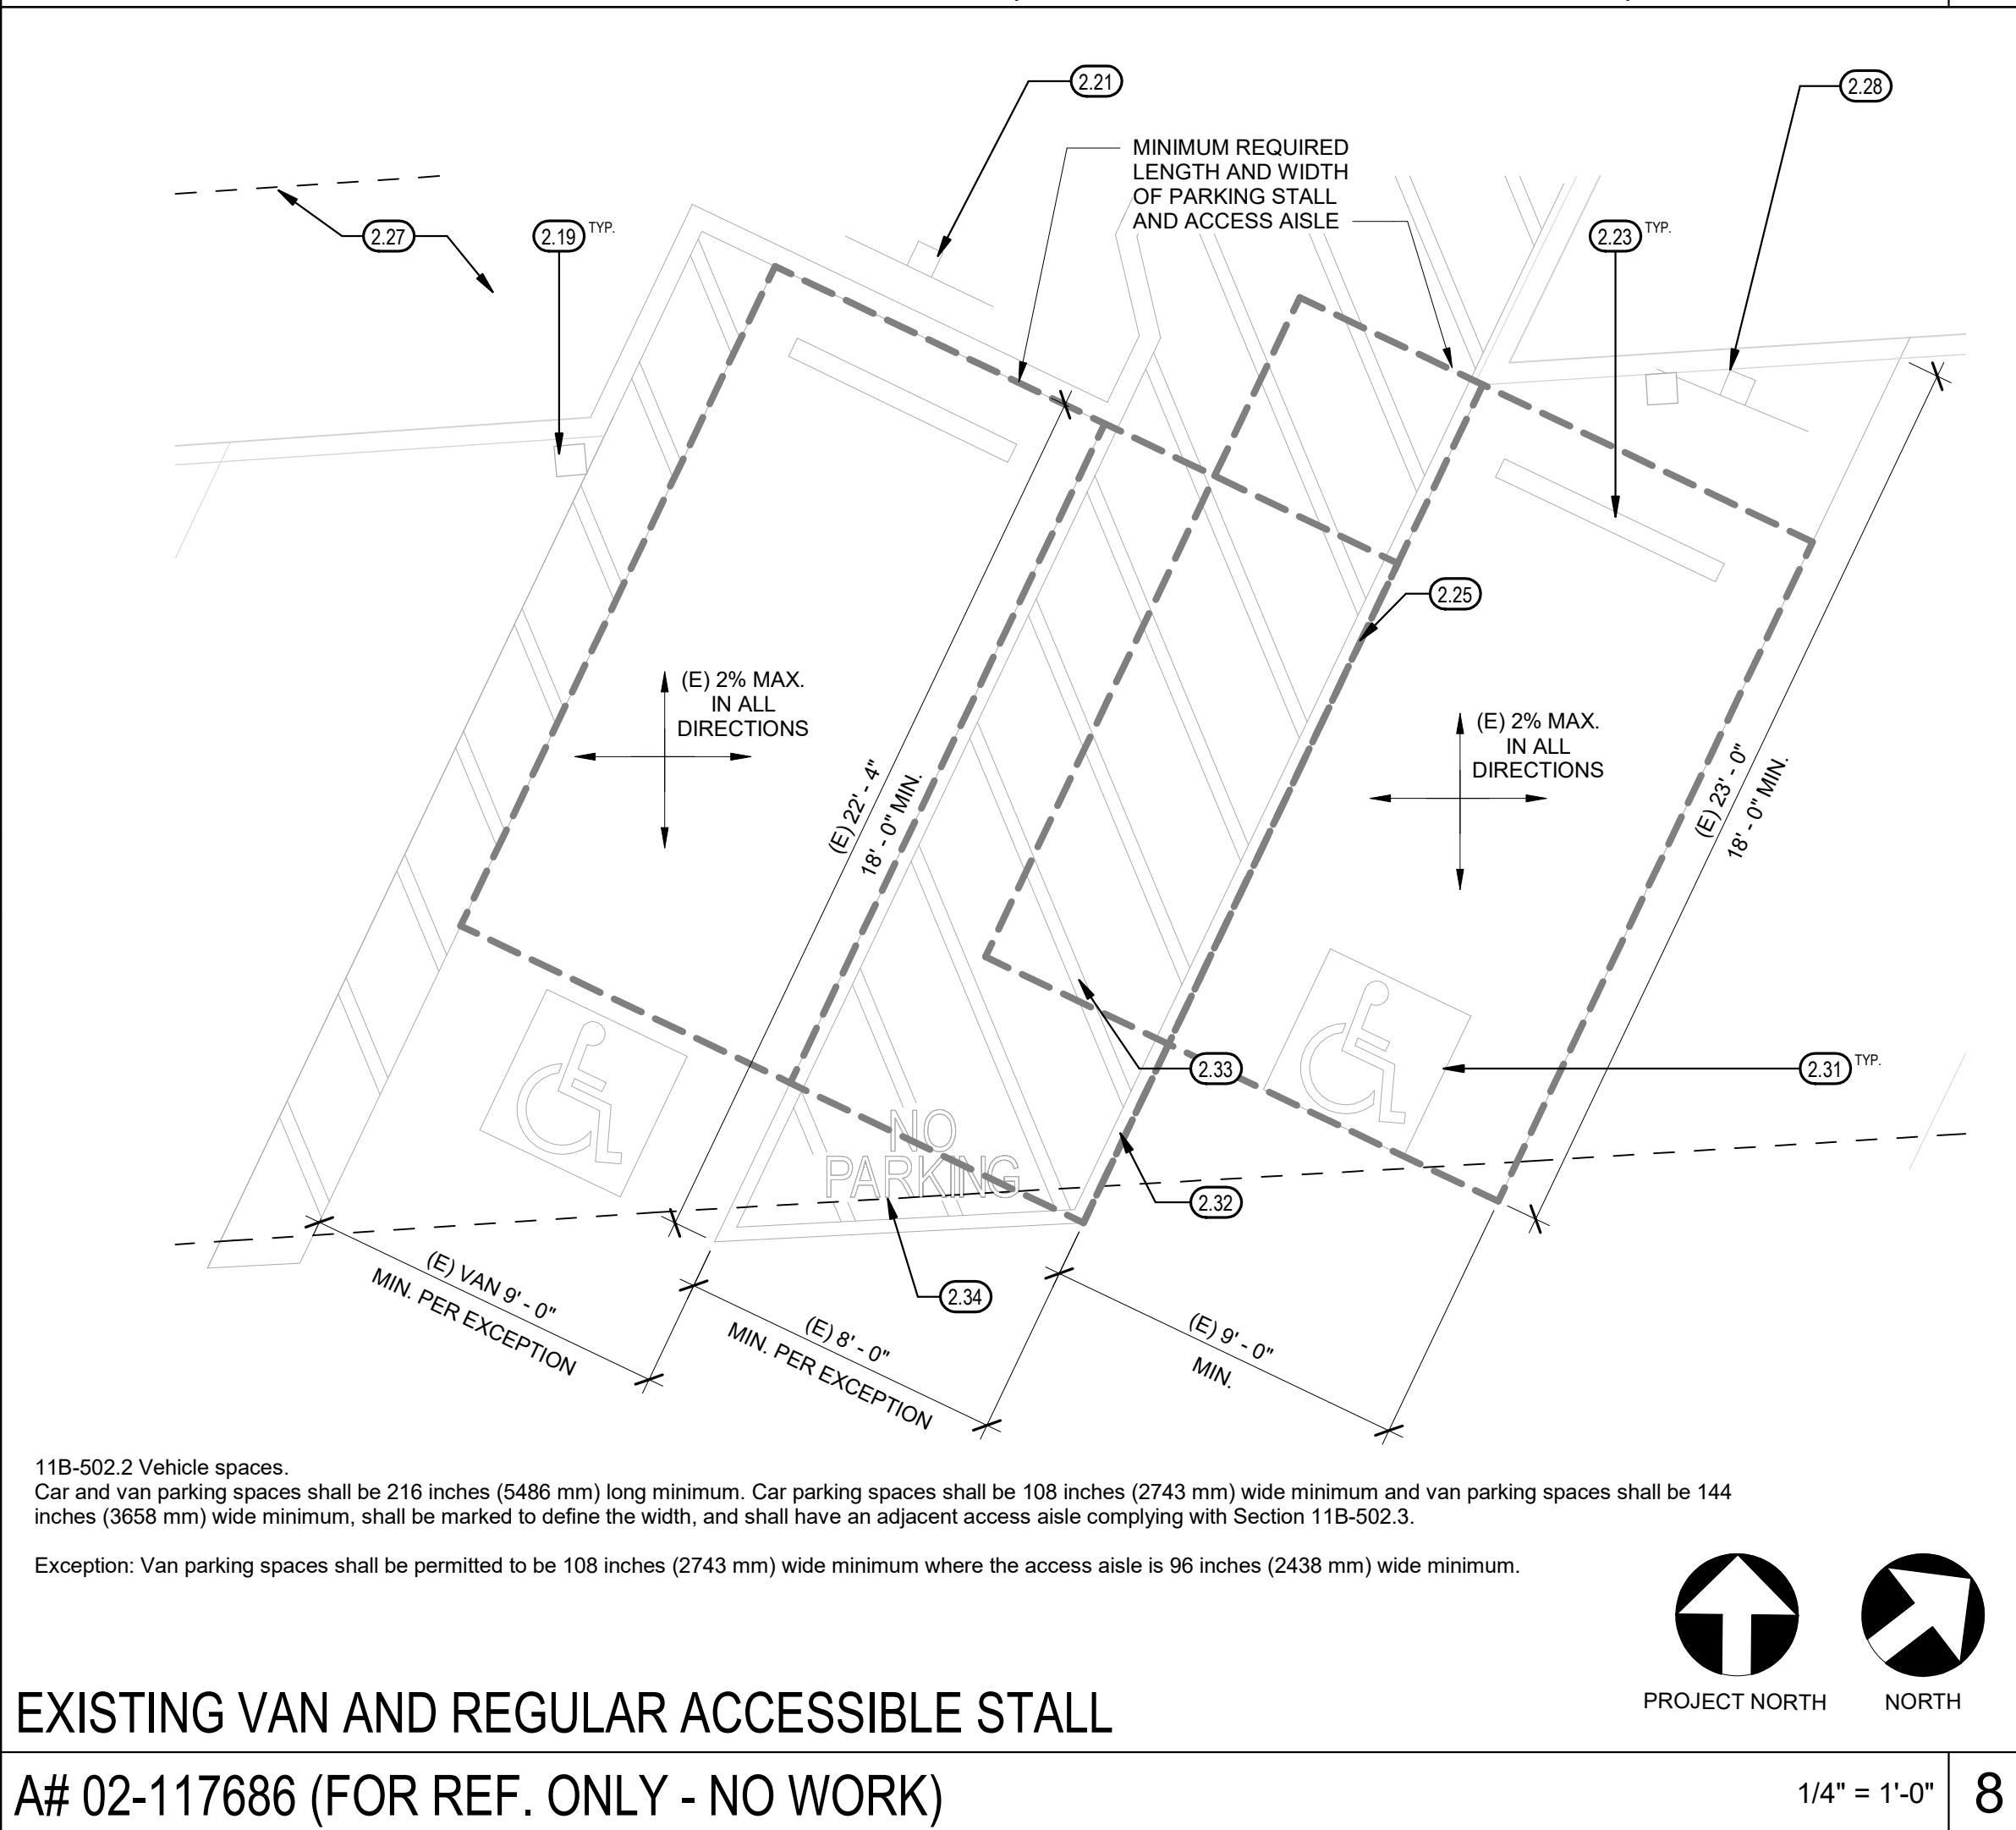 2.21
2.28
MINIMUM REQUIRED
LENGTH AND WIDTH
OF PARKING STALL
AND ACCESS AISLE
2.27
2.19 TYP.
2.23 TYP.
2.25
(E) 2% MAX.
IN ALL
DIRECTIONS
(E) 2% MAX.
IN ALL
DIRECTIONS
(E) 22' - 4"
18' - 0" MIN.
(E) 23' - 0"
18' - 0" MIN.
2.33
2.31 TYP.
NO
PARKING
2.32
2.34
(E) VAN 9' - 0"
MIN. PER EXCEPTION
(E) 8' - 0"
MIN. PER EXCEPTION
(E) 9' - 0"
MIN.
11B-502.2 Vehicle spaces.
Car and van parking spaces shall be 216 inches (5486 mm) long minimum. Car parking spaces shall be 108 inches (2743 mm) wide minimum and van parking spaces shall be 144
inches (3658 mm) wide minimum, shall be marked to define the width, and shall have an adjacent access aisle complying with Section 11B-502.3.
Exception: Van parking spaces shall be permitted to be 108 inches (2743 mm) wide minimum where the access aisle is 96 inches (2438 mm) wide minimum.
PROJECT NORTH
NORTH
EXISTING VAN AND REGULAR ACCESSIBLE STALL
A# 02-117686 (FOR REF. ONLY - NO WORK)
1/4" = 1'-0"
8